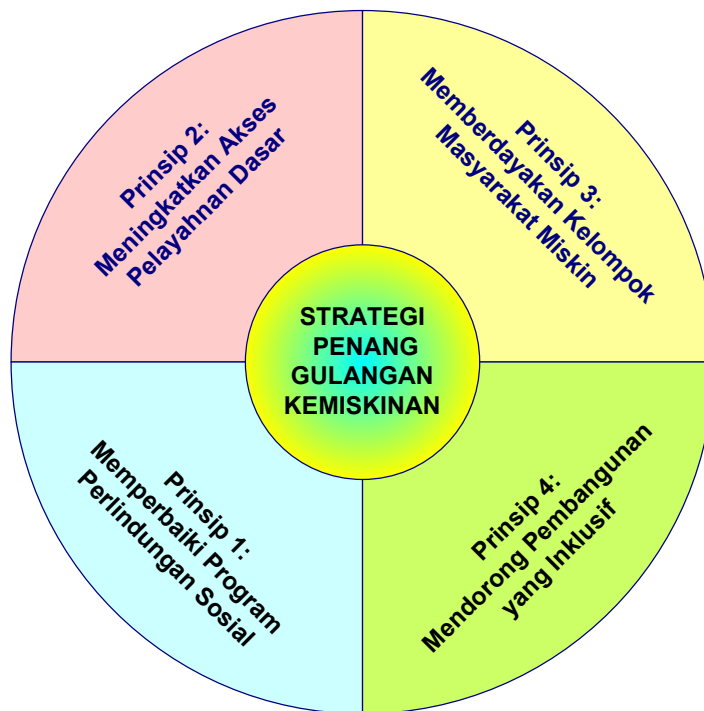 Prinsip 2:
Meningkatkan Akses
Pelayahnan Dasar
Prinsip 3:
Memberdayakan Kelompok
Masyarakat Miskin
STRATEGI
PENANG
GULANGAN
KEMISKINAN
Prinsip 1:
Memperbaiki Program
Perlindungan Sosial
Prinsip 4:
Mendorong Pembangunan
yang Inklusif